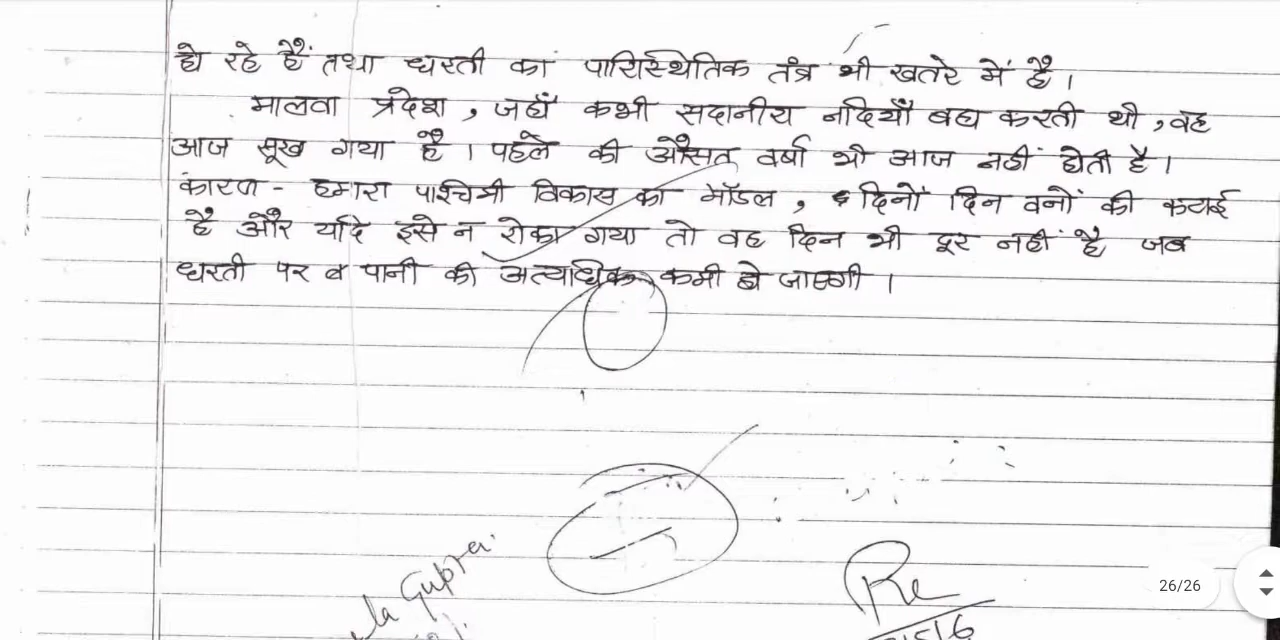 हो रहे हैं तथा धरती का पारिस्थितिक तंत्र भी खतरे में है।
मालवा प्रदेश, जहाँ कभी सदानीरा नदियाँ बहा करती थी, वह
आज सूख गया है। पहले की औसत वर्षा भी आज नहीं होती है।
कारण - हमारा पश्चिमी विकास का मॉडल, दिनों दिन वनों की कटाई
है और यदि इसे न रोका गया तो वह दिन भी दूर नहीं है जब
धरती पर व पानी की अत्याधिक कमी हो जाएगी।
Gupta
26/26